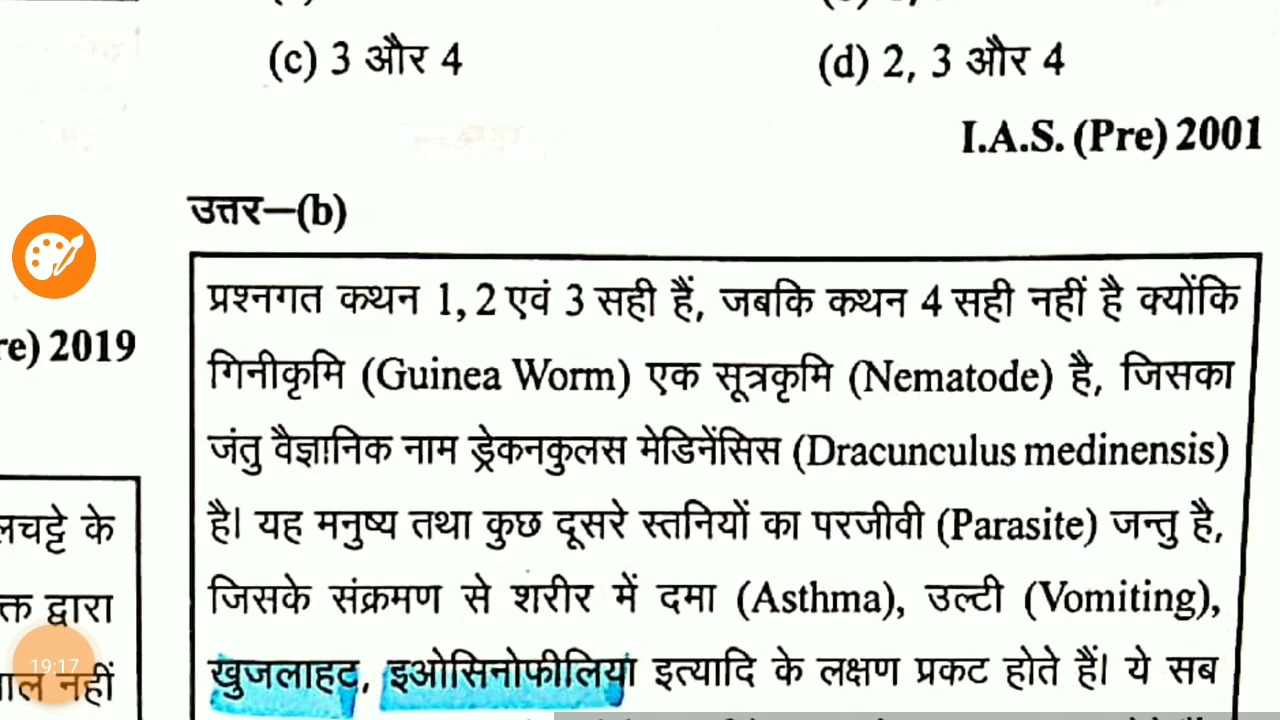 (c) 3 और 4
(d) 2, 3 और 4
I.A.S. (Pre) 2001
उत्तर–(b)
प्रश्नगत कथन 1, 2 एवं 3 सही हैं, जबकि कथन 4 सही नहीं है क्योंकि
गिनीकृमि (Guinea Worm) एक सूत्रकृमि (Nematode) है, जिसका
जंतु वैज्ञानिक नाम ड्रेकनकुलस मेडिनेंसिस (Dracunculus medinensis)
है। यह मनुष्य तथा कुछ दूसरे स्तनियों का परजीवी (Parasite) जन्तु है,
जिसके संक्रमण से शरीर में दमा (Asthma), उल्टी (Vomiting),
खुजलाहट, इओसिनोफीलिया इत्यादि के लक्षण प्रकट होते हैं। ये सब
re) 2019
लचट्टे के
क्त द्वारा
19:17
नहीं